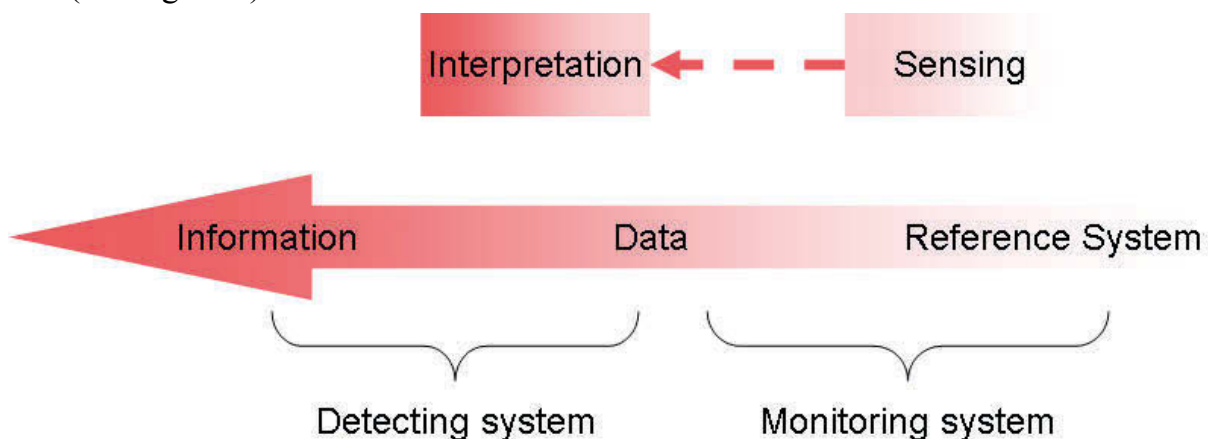 Interpretation Sensing
Information Data Reference System
Detecting system Monitoring system